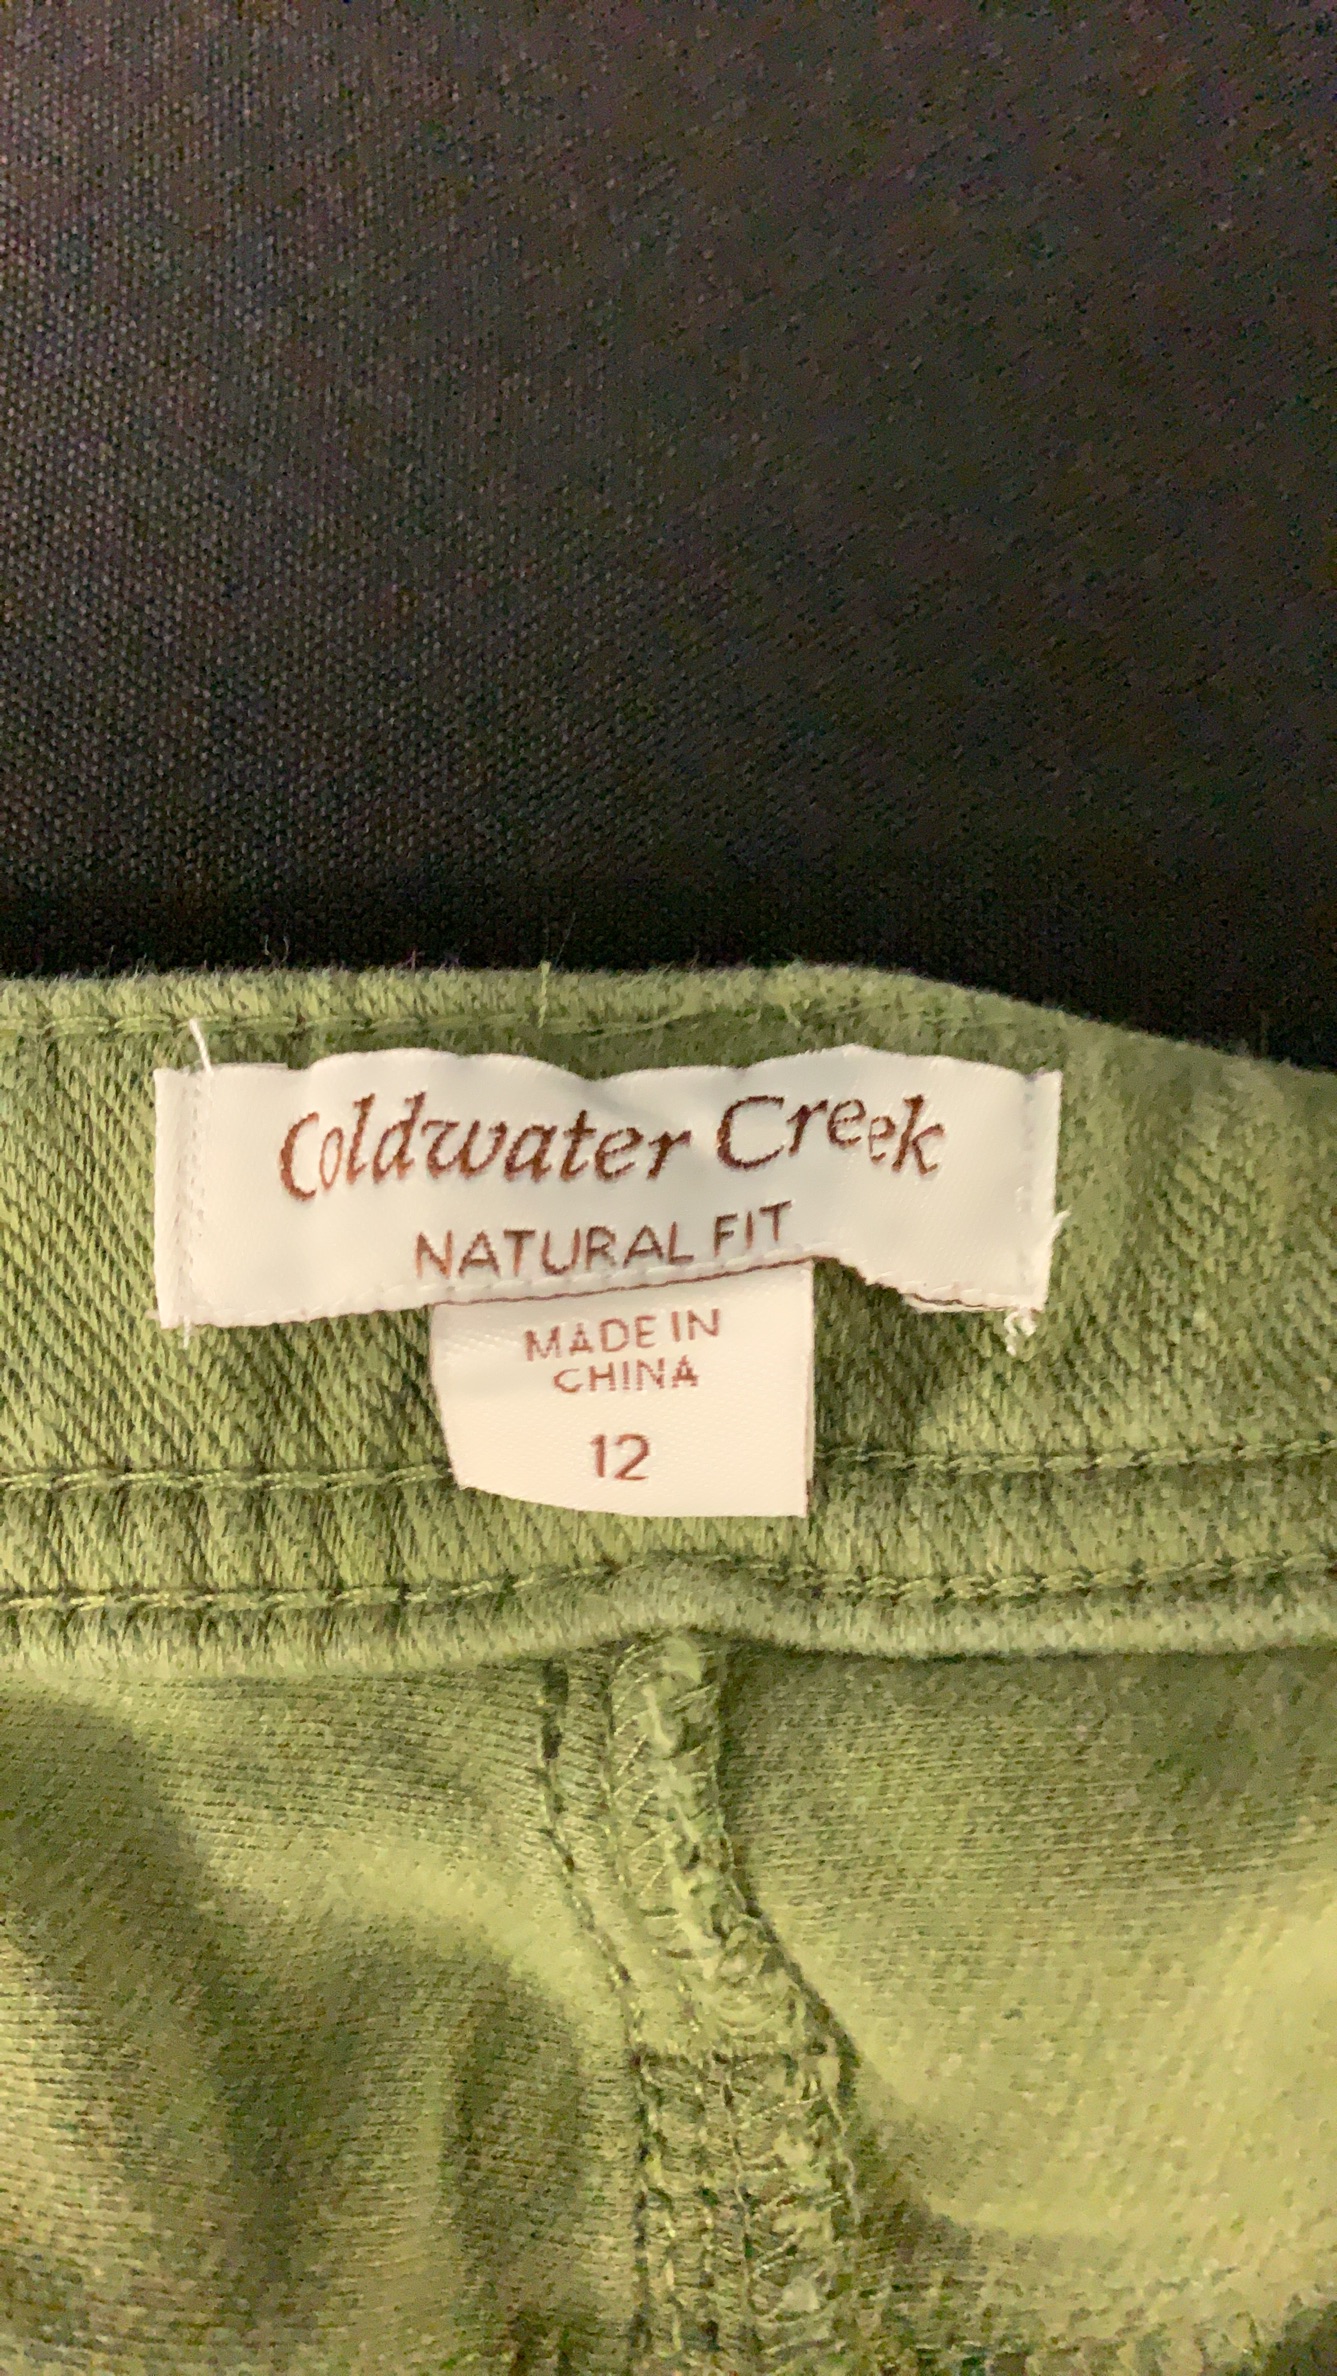 Coldwater Creek
NATURAL FIT
MADE IN
CHINA
12